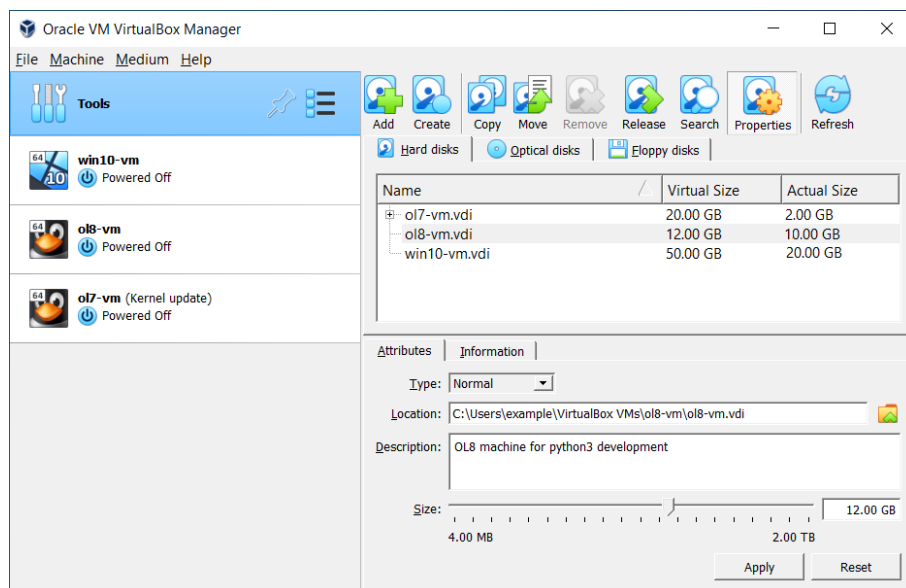 Oracle VM VirtualBox Manager
File Machine Medium Help
Tools
Add Create Copy Move Remove Release Search Properties Refresh
Hard disks Optical disks Floppy disks
64
10
win10-vm
Powered Off
Name Virtual Size Actual Size
ol7-vm.vdi 20.00 GB 2.00 GB
ol8-vm.vdi 12.00 GB 10.00 GB
win10-vm.vdi 50.00 GB 20.00 GB
64
ol8-vm
Powered Off
64
ol7-vm (Kernel update)
Powered Off
Attributes Information
Type: Normal
Location: C:\Users\example\VirtualBox VMs\ol8-vm\ol8-vm.vdi
Description: OL8 machine for python3 development
Size: 12.00 GB
4.00 MB 2.00 TB
Apply Reset